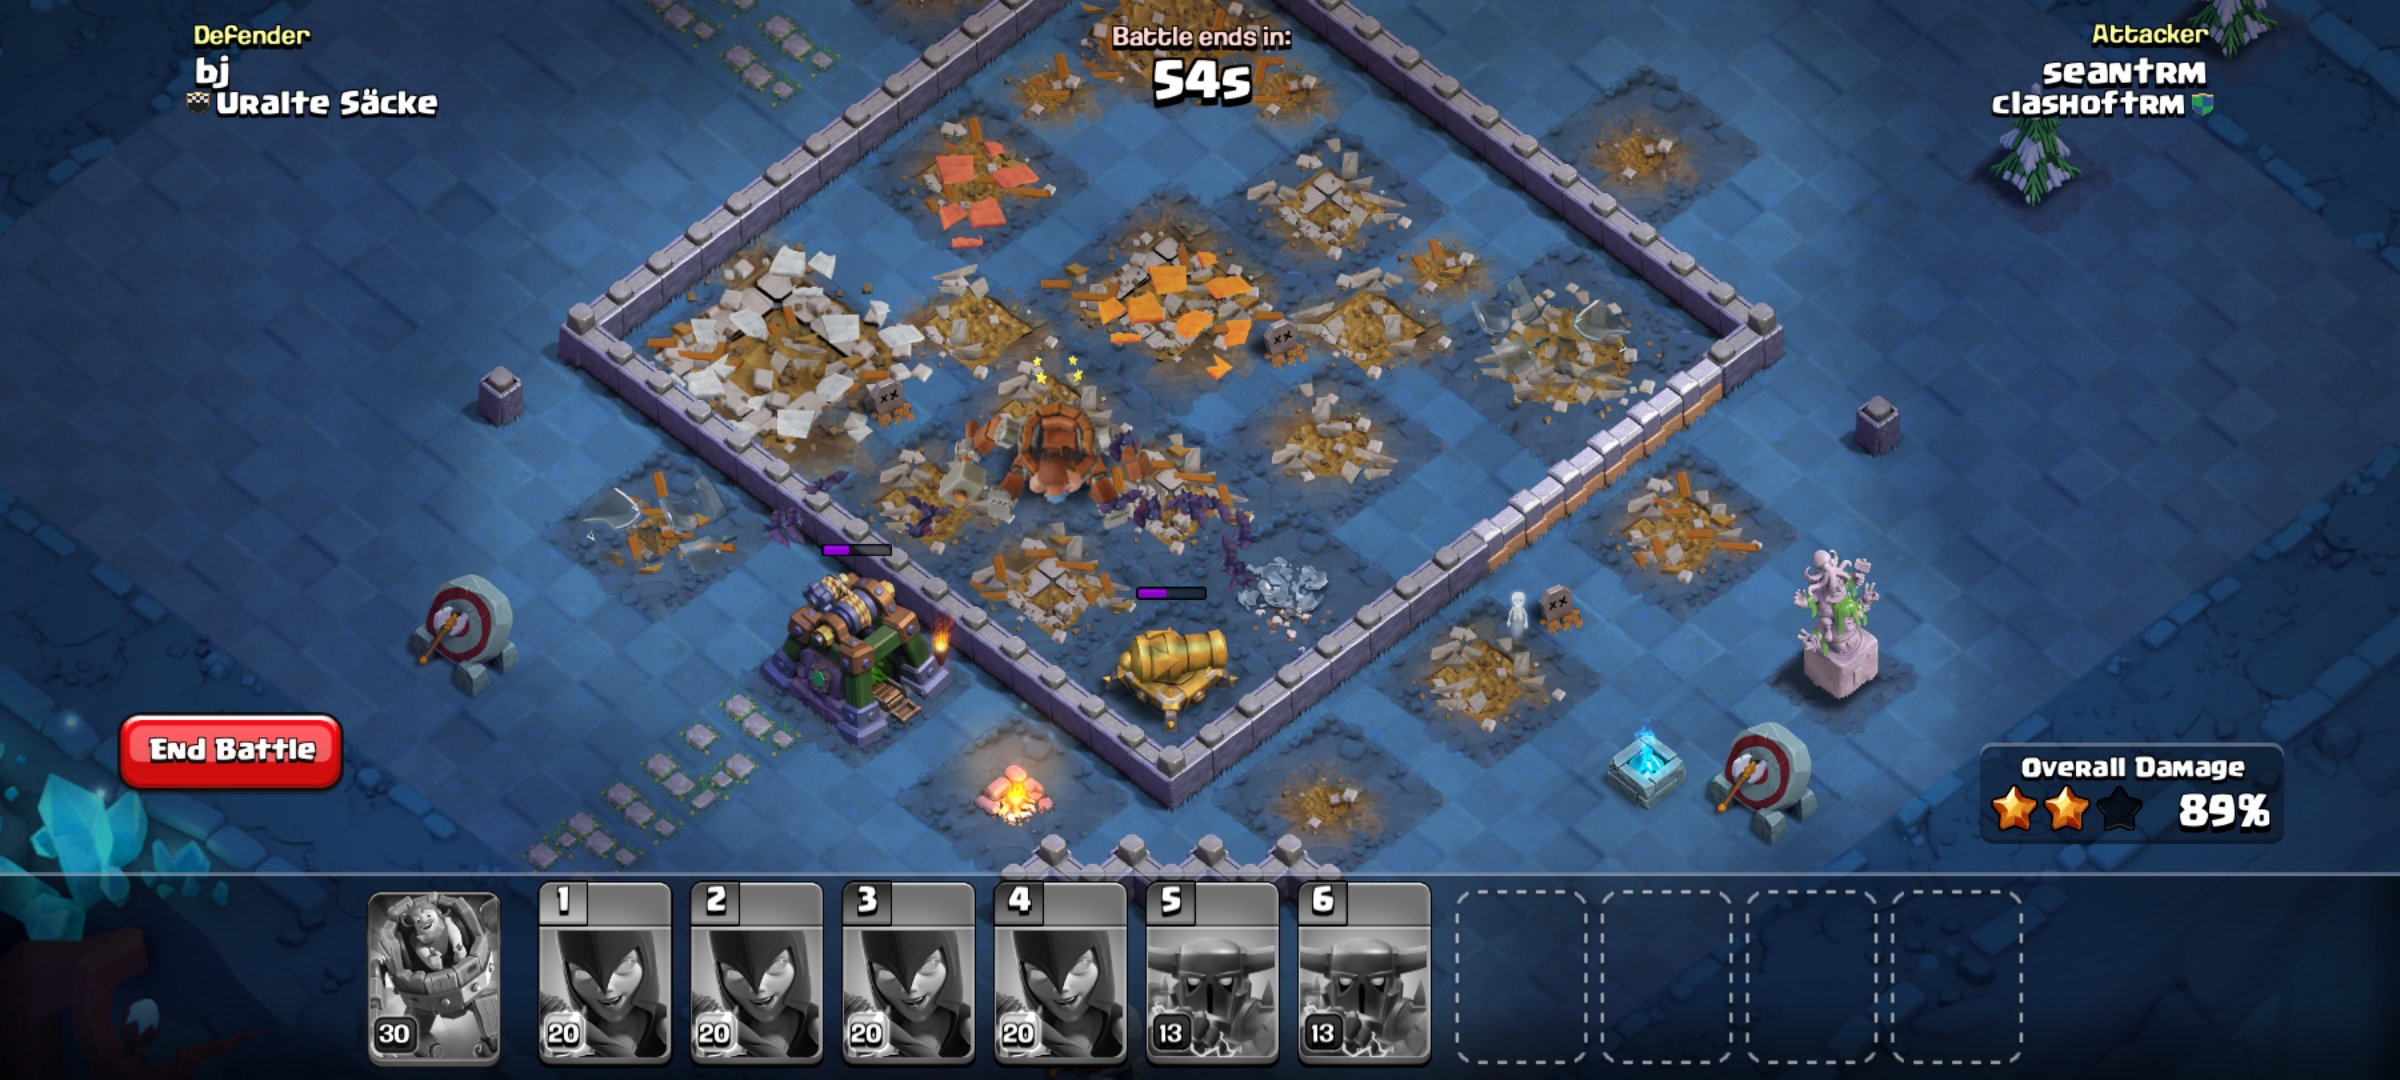 Defender
bj
Uralte Säcke
Battle ends in:
54s
Attacker
seantrm
clashoftrm
End Battle
Overall Damage
89%
1
2
3
4
5
6
30
20
20
20
20
13
13